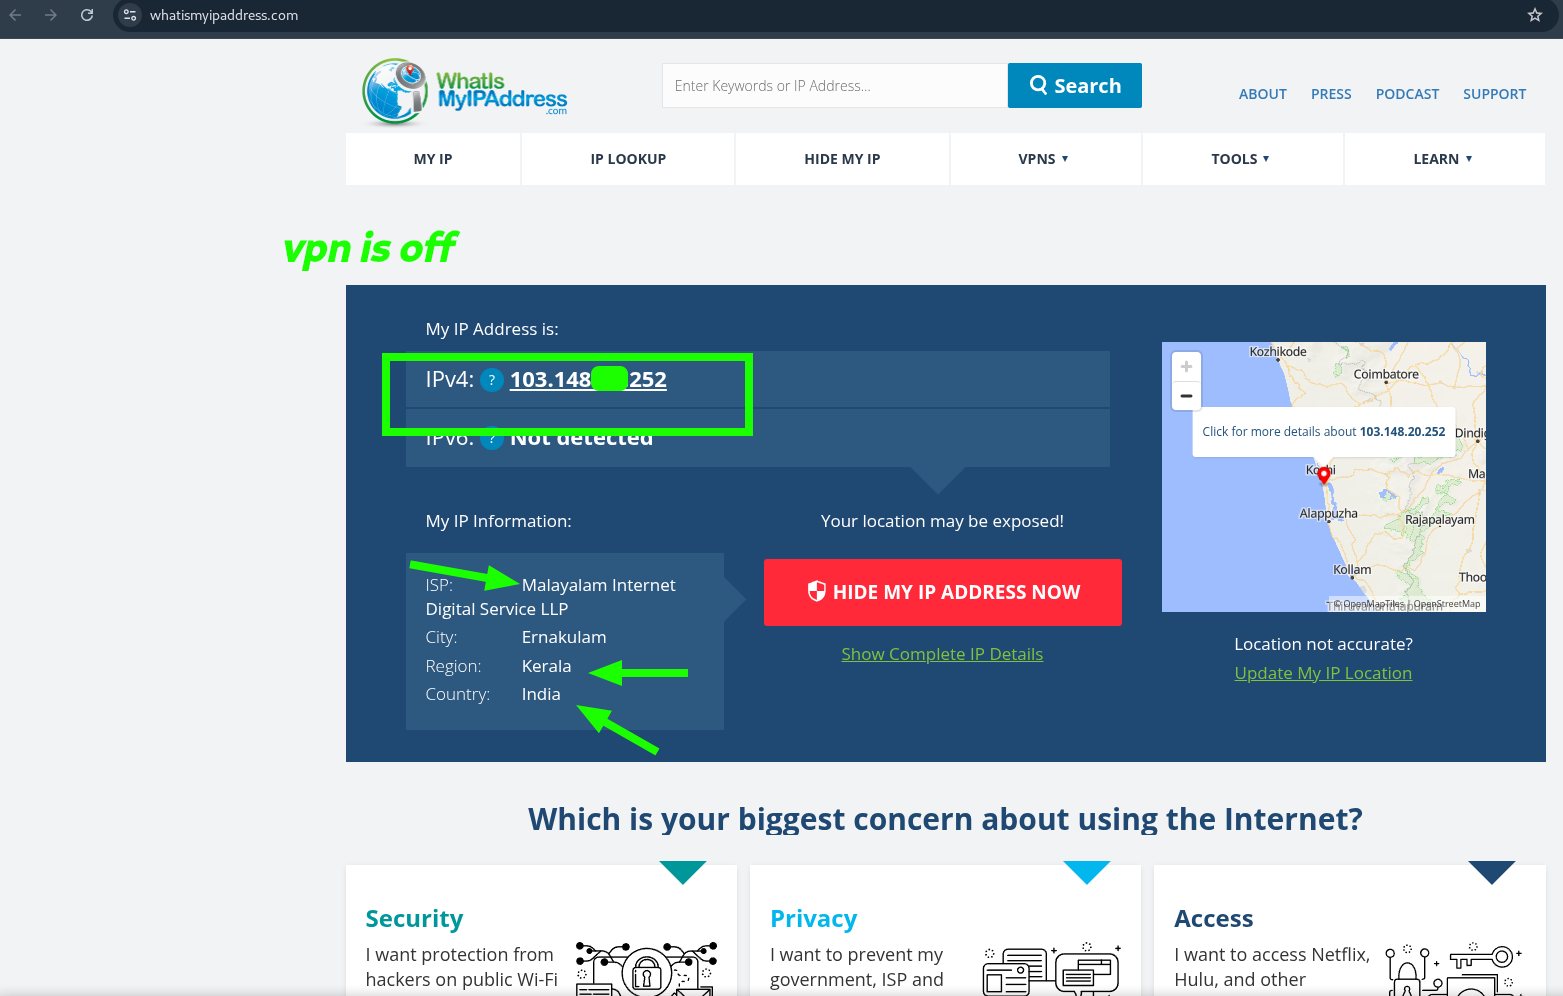 whatismyipaddress.com
WhatIs
MyIPAddress
.com
Enter Keywords or IP Address...
Search
ABOUT PRESS PODCAST SUPPORT
MY IP IP LOOKUP HIDE MY IP VPNS TOOLS LEARN
vpn is off
My IP Address is:
IPv4: ? 103.148 252
IPv6: ? Not detected
Kozhikode
Coimbatore
Click for more details about 103.148.20.252
Dindig
Kochi
Ma
Alappuzha
Rajapalayam
Kollam
Thoo
Thiruvananthapuram
© OpenMapTiles | OpenStreetMap
My IP Information:
ISP: Malayalam Internet
Digital Service LLP
City: Ernakulam
Region: Kerala
Country: India
Your location may be exposed!
HIDE MY IP ADDRESS NOW
Show Complete IP Details
Location not accurate?
Update My IP Location
Which is your biggest concern about using the Internet?
Security
I want protection from
hackers on public Wi-Fi
Privacy
I want to prevent my
government, ISP and
Access
I want to access Netflix,
Hulu, and other